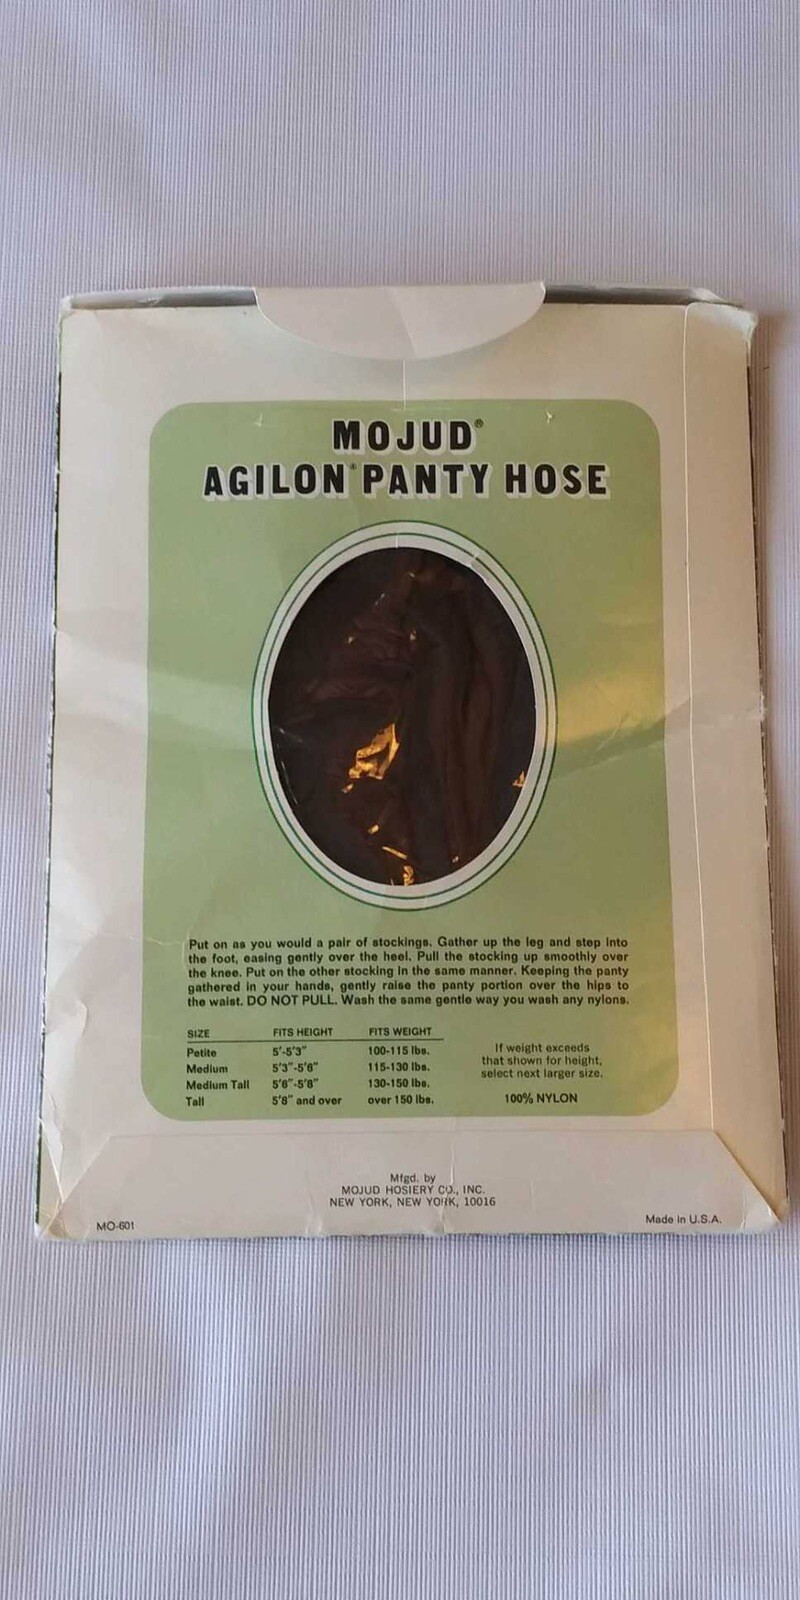 MOJUD®
AGILON® PANTY HOSE
Put on as you would a pair of stockings. Gather up the leg and step into
the foot, easing gently over the heel. Pull the stocking up smoothly over
the knee. Put on the other stocking in the same manner. Keeping the panty
gathered in your hands, gently raise the panty portion over the hips to
the waist. DO NOT PULL. Wash the same gentle way you wash any nylons.
SIZE FITS HEIGHT FITS WEIGHT
Petite 5'-5'3" 100-115 lbs.
Medium 5'3"-5'6" 115-130 lbs.
Medium Tall 5'6"-5'8" 130-150 lbs.
Tall 5'8" and over over 150 lbs.
If weight exceeds
that shown for height,
select next larger size.
100% NYLON
Mfgd. by
MOJUD HOSIERY CO., INC.
NEW YORK, NEW YORK, 10016
MO-601
Made in U.S.A.